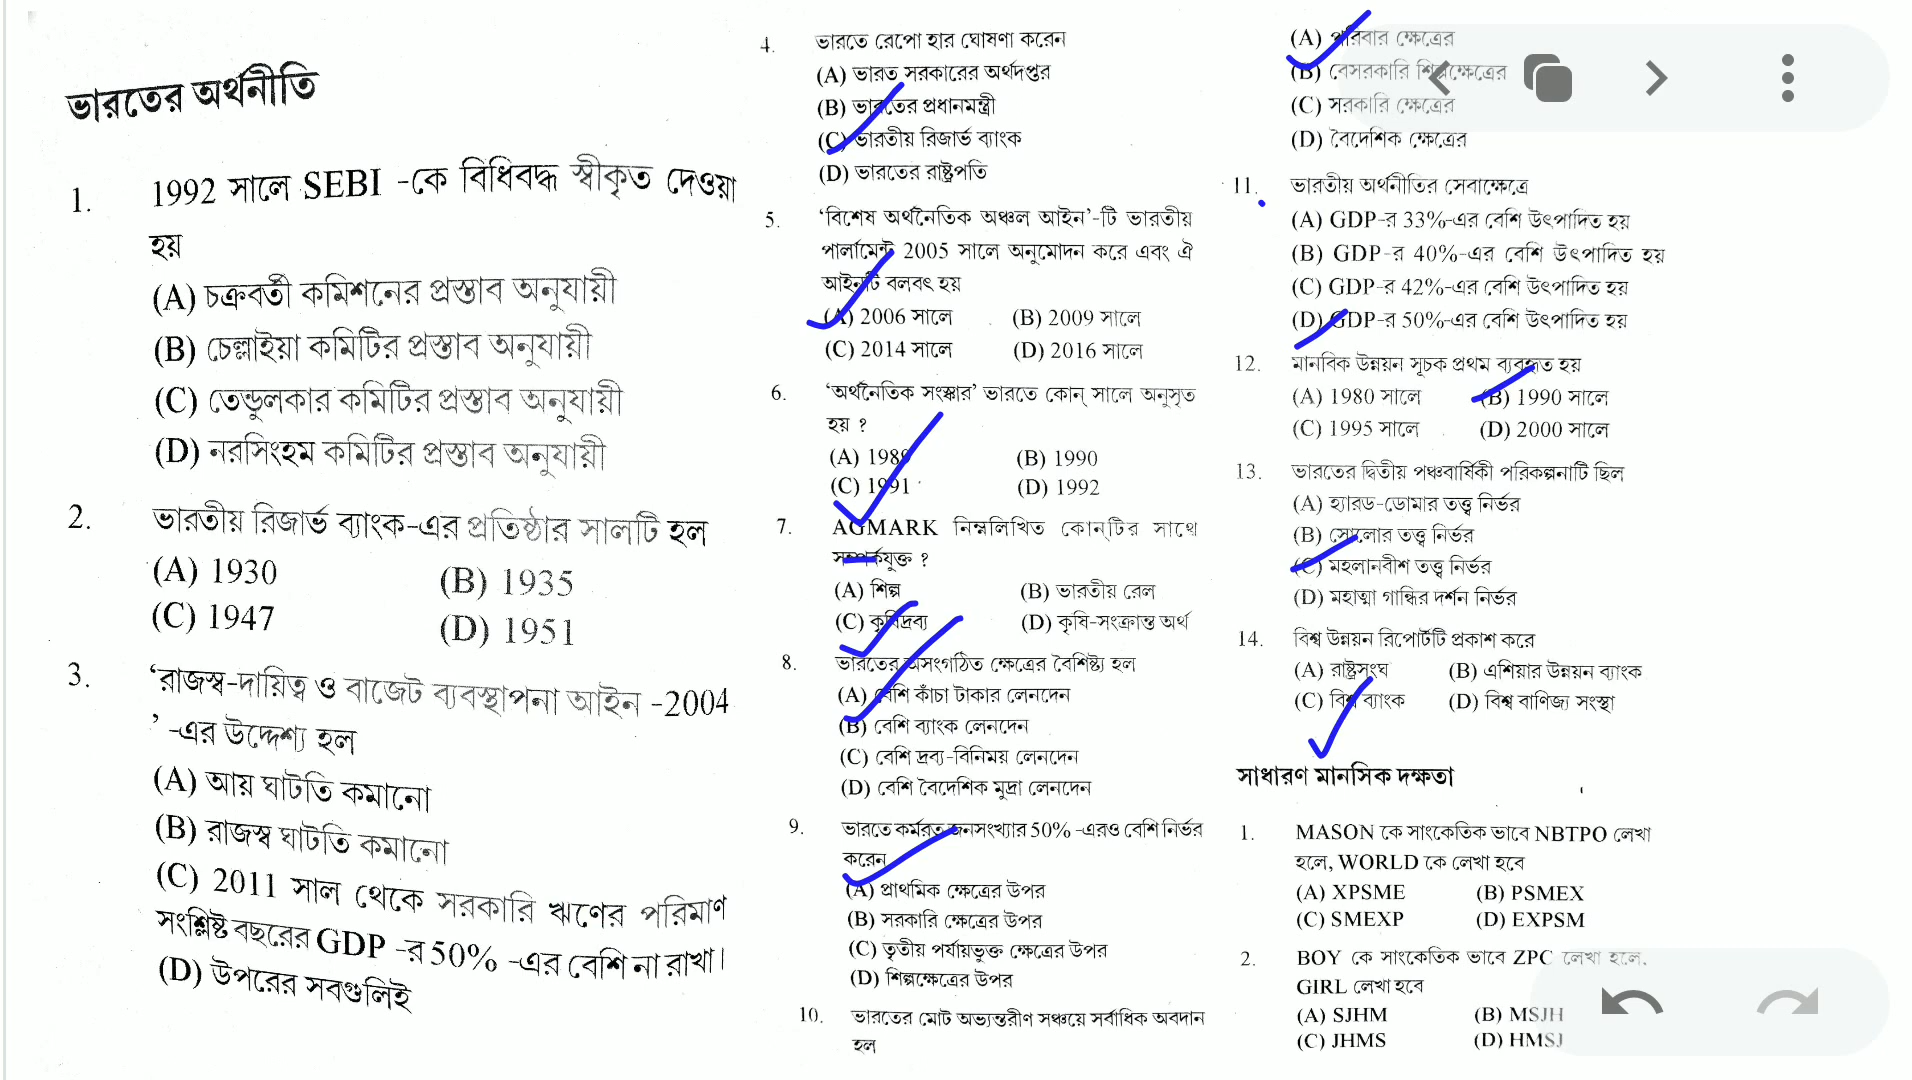 ভারতের অর্থনীতি
1. 1992 সালে SEBI -কে বিধিবদ্ধ স্বীকৃত দেওয়া
হয়
(A) চক্রবর্তী কমিশনের প্রস্তাব অনুযায়ী
(B) চেল্লাইয়া কমিটির প্রস্তাব অনুযায়ী
(C) তেন্ডুলকার কমিটির প্রস্তাব অনুযায়ী
(D) নরসিংহম কমিটির প্রস্তাব অনুযায়ী
2. ভারতীয় রিজার্ভ ব্যাংক-এর প্রতিষ্ঠার সালটি হল
(A) 1930 (B) 1935
(C) 1947 (D) 1951
3. ‘রাজস্ব-দায়িত্ব ও বাজেট ব্যবস্থাপনা আইন -2004
’ -এর উদ্দেশ্য হল
(A) আয় ঘাটতি কমানো
(B) রাজস্ব ঘাটতি কমানো
(C) 2011 সাল থেকে সরকারি ঋণের পরিমাণ
সংশ্লিষ্ট বছরের GDP -র 50% -এর বেশি না রাখা।
(D) উপরের সবগুলিই
4. ভারতে রেপো হার ঘোষণা করেন
(A) ভারত সরকারের অর্থদপ্তর
(B) ভারতের প্রধানমন্ত্রী
(C) ভারতীয় রিজার্ভ ব্যাংক
(D) ভারতের রাষ্ট্রপতি
5. ‘বিশেষ অর্থনৈতিক অঞ্চল আইন’-টি ভারতীয়
পার্লামেন্ট 2005 সালে অনুমোদন করে এবং ঐ
আইনটি বলবৎ হয়
(A) 2006 সালে (B) 2009 সালে
(C) 2014 সালে (D) 2016 সালে
6. ‘অর্থনৈতিক সংস্কার’ ভারতে কোন্ সালে অনুসৃত
হয় ?
(A) 1989 (B) 1990
(C) 1991 (D) 1992
7. AGMARK নিম্নলিখিত কোন্‌টির সাথে
সম্পর্কযুক্ত ?
(A) শিল্প (B) ভারতীয় রেল
(C) কৃষিদ্রব্য (D) কৃষি-সংক্রান্ত অর্থ
8. ভারতের অসংগঠিত ক্ষেত্রের বৈশিষ্ট্য হল
(A) বেশি কাঁচা টাকার লেনদেন
(B) বেশি ব্যাংক লেনদেন
(C) বেশি দ্রব্য-বিনিময় লেনদেন
(D) বেশি বৈদেশিক মুদ্রা লেনদেন
9. ভারতে কর্মরত জনসংখ্যার 50% -এরও বেশি নির্ভর
করেন
(A) প্রাথমিক ক্ষেত্রের উপর
(B) সরকারি ক্ষেত্রের উপর
(C) তৃতীয় পর্যায়ভুক্ত ক্ষেত্রের উপর
(D) শিল্পক্ষেত্রের উপর
10. ভারতের মোট অভ্যন্তরীণ সঞ্চয়ে সর্বাধিক অবদান
হল
(A) পরিবার ক্ষেত্রের
(B) বেসরকারি শিল্পক্ষেত্রের
(C) সরকারি ক্ষেত্রের
(D) বৈদেশিক ক্ষেত্রের
11. ভারতীয় অর্থনীতির সেবাক্ষেত্রে
(A) GDP-র 33%-এর বেশি উৎপাদিত হয়
(B) GDP-র 40%-এর বেশি উৎপাদিত হয়
(C) GDP-র 42%-এর বেশি উৎপাদিত হয়
(D) GDP-র 50%-এর বেশি উৎপাদিত হয়
12. মানবিক উন্নয়ন সূচক প্রথম ব্যবহৃত হয়
(A) 1980 সালে (B) 1990 সালে
(C) 1995 সালে (D) 2000 সালে
13. ভারতের দ্বিতীয় পঞ্চবার্ষিকী পরিকল্পনাটি ছিল
(A) হ্যারড-ডোমার তত্ত্ব নির্ভর
(B) সোলোর তত্ত্ব নির্ভর
(C) মহলানবীশ তত্ত্ব নির্ভর
(D) মহাত্মা গান্ধির দর্শন নির্ভর
14. বিশ্ব উন্নয়ন রিপোর্টটি প্রকাশ করে
(A) রাষ্ট্রসংঘ (B) এশিয়ার উন্নয়ন ব্যাংক
(C) বিশ্ব ব্যাংক (D) বিশ্ব বাণিজ্য সংস্থা
সাধারণ মানসিক দক্ষতা
1. MASON কে সাংকেতিক ভাবে NBTPO লেখা
হলে, WORLD কে লেখা হবে
(A) XPSME (B) PSMEX
(C) SMEXP (D) EXPSM
2. BOY কে সাংকেতিক ভাবে ZPC লেখা হলে,
GIRL লেখা হবে
(A) SJHM (B) MSJH
(C) JHMS (D) HMSJ